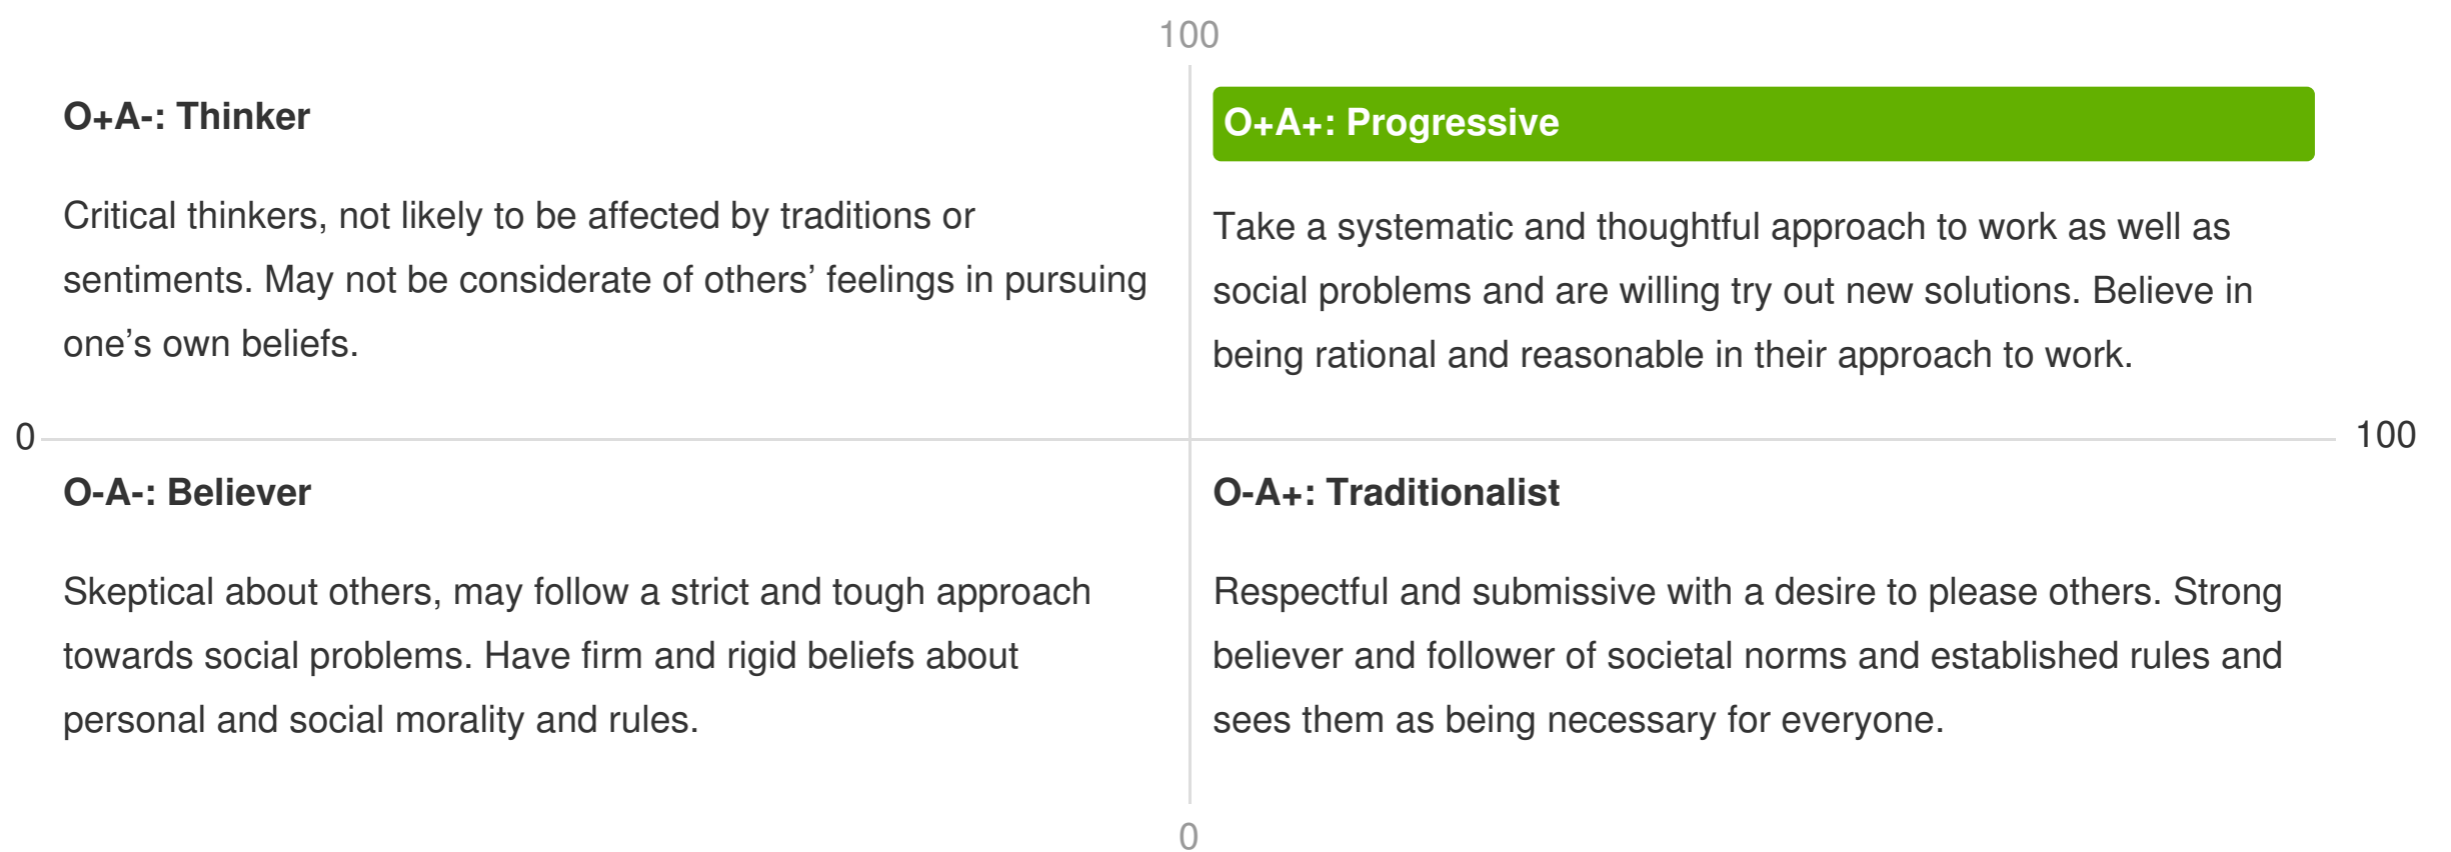 100
O+A-: Thinker
Critical thinkers, not likely to be affected by traditions or
sentiments. May not be considerate of others’ feelings in pursuing
one’s own beliefs.
O+A+: Progressive
Take a systematic and thoughtful approach to work as well as
social problems and are willing try out new solutions. Believe in
being rational and reasonable in their approach to work.
0
100
O-A-: Believer
Skeptical about others, may follow a strict and tough approach
towards social problems. Have firm and rigid beliefs about
personal and social morality and rules.
O-A+: Traditionalist
Respectful and submissive with a desire to please others. Strong
believer and follower of societal norms and established rules and
sees them as being necessary for everyone.
0